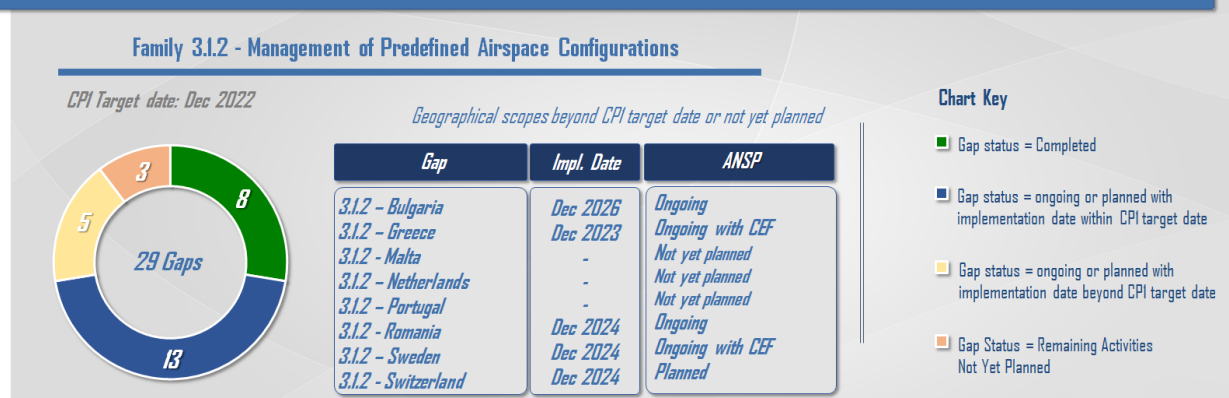 Family 3.1.2 - Management of Predefined Airspace Configurations
CPI Target date: Dec 2022
Geographical scopes beyond CPI target date or not yet planned
3
8
5
29 Gaps
13
Gap Impl. Date ANSP
3.1.2 – Bulgaria Dec 2026 Ongoing
3.1.2 – Greece Dec 2023 Ongoing with CEF
3.1.2 - Malta - Not yet planned
3.1.2 – Netherlands - Not yet planned
3.1.2 – Portugal - Not yet planned
3.1.2 - Romania Dec 2024 Ongoing
3.1.2 – Sweden Dec 2024 Ongoing with CEF
3.1.2 - Switzerland Dec 2024 Planned
Chart Key
Gap status = Completed
Gap status = ongoing or planned with
implementation date within CPI target date
Gap status = ongoing or planned with
implementation date beyond CPI target date
Gap Status = Remaining Activities
Not Yet Planned